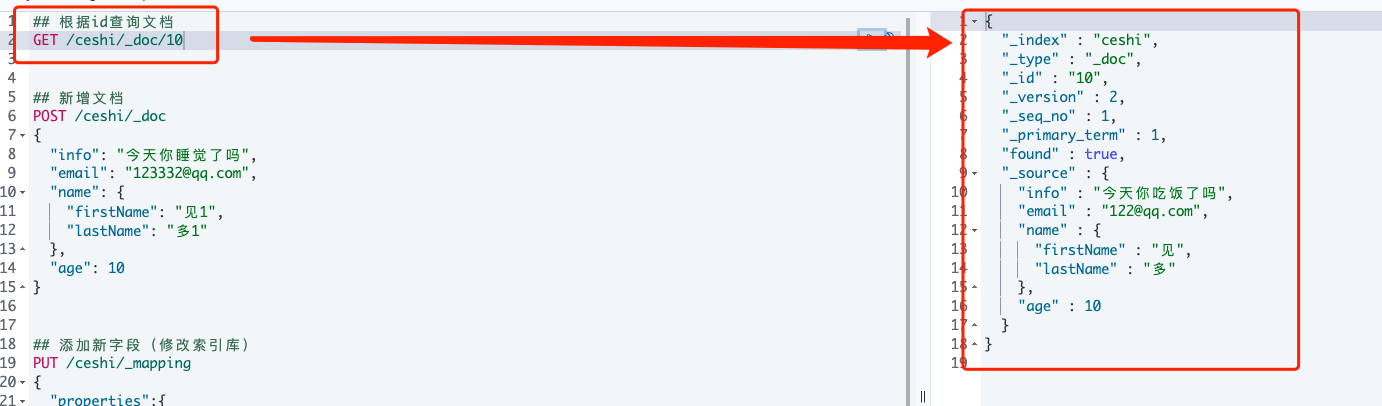 1 ## 根据id查询文档
2 GET /ceshi/_doc/10
3
4
5 ## 新增文档
6 POST /ceshi/_doc
7 {
8 "info": "今天你睡觉了吗",
9 "email": "123332@qq.com",
10 "name": {
11 "firstName": "见1",
12 "lastName": "多1"
13 },
14 "age": 10
15 }
16
17
18 ## 添加新字段（修改索引库）
19 PUT /ceshi/_mapping
20 {
21 "properties":{
1 {
2 "_index" : "ceshi",
3 "_type" : "_doc",
4 "_id" : "10",
5 "_version" : 2,
6 "_seq_no" : 1,
7 "_primary_term" : 1,
8 "found" : true,
9 "_source" : {
10 "info" : "今天你吃饭了吗",
11 "email" : "122@qq.com",
12 "name" : {
13 "firstName" : "见",
14 "lastName" : "多"
15 },
16 "age" : 10
17 }
18 }
19